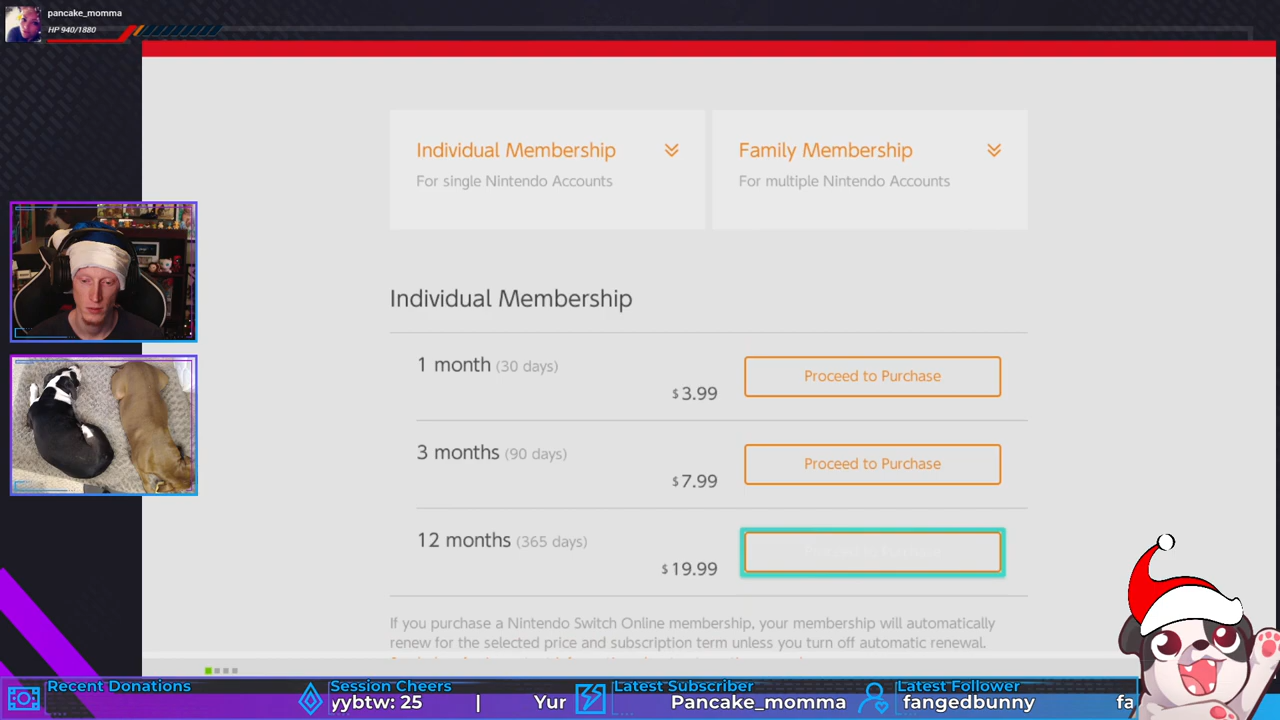 pancake_momma
HP 940/1880
Individual Membership
For single Nintendo Accounts
Family Membership
For multiple Nintendo Accounts
Individual Membership
1 month (30 days)
$3.99
Proceed to Purchase
3 months (90 days)
$7.99
Proceed to Purchase
12 months (365 days)
$19.99
Proceed to Purchase
If you purchase a Nintendo Switch Online membership, your membership will automatically
renew for the selected price and subscription term unless you turn off automatic renewal.
Recent Donations
Session Cheers
yybtw: 25 | Yur
Latest Subscriber
Pancake_momma
Latest Follower
fangedbunny fa